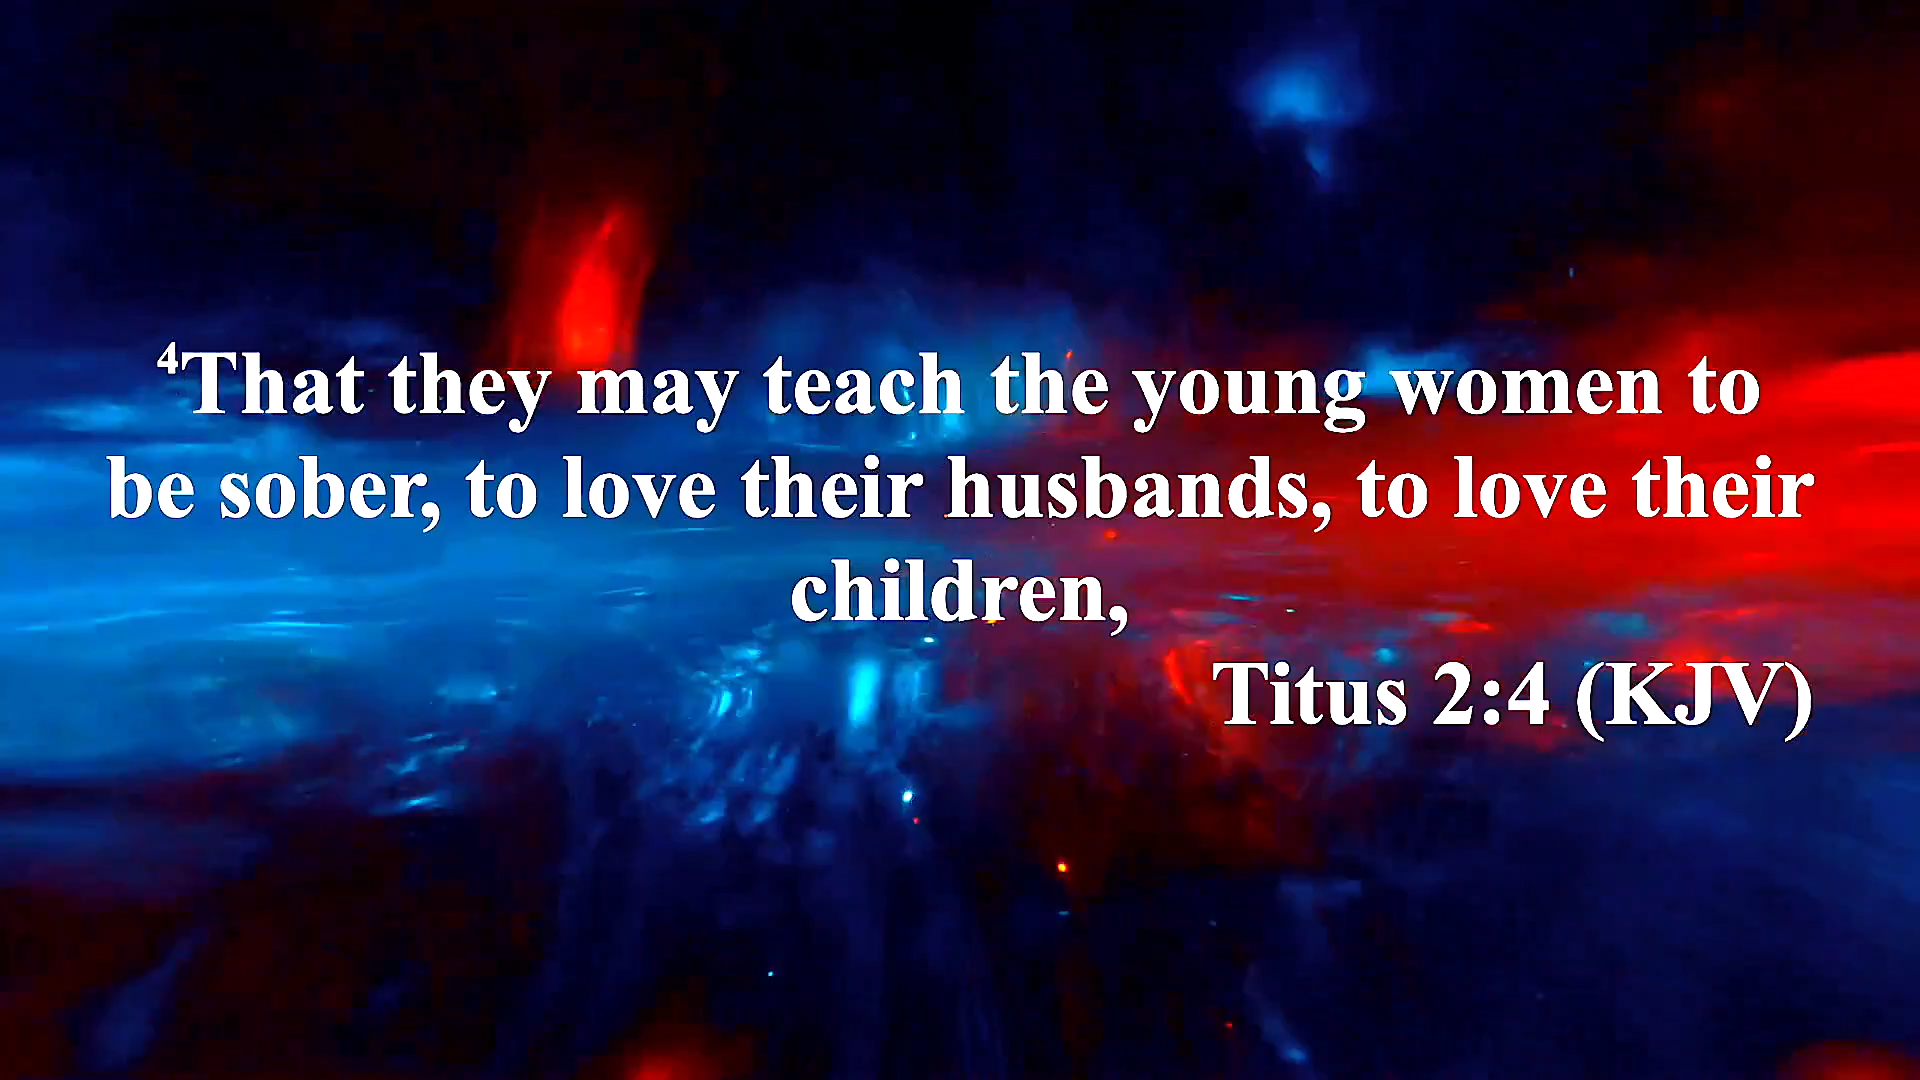 ⁴That they may teach the young women to
be sober, to love their husbands, to love their
children,
Titus 2:4 (KJV)